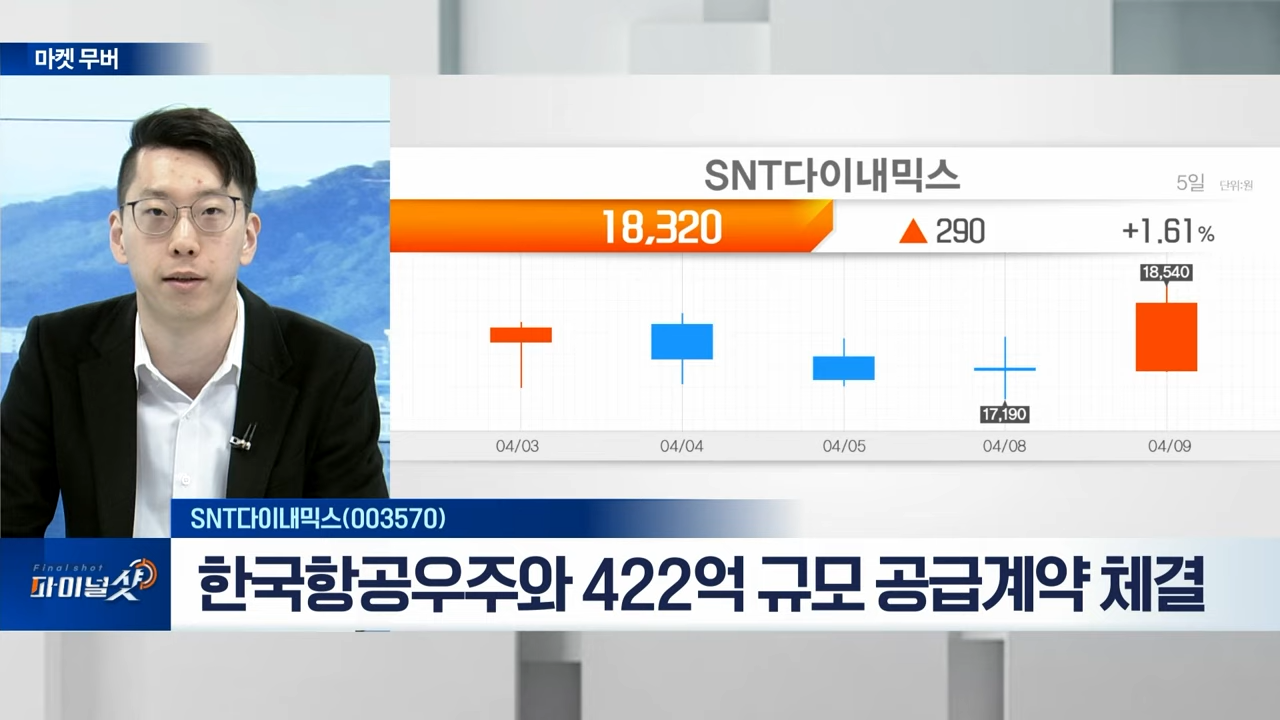 마켓 무버
SNT다이내믹스
5일 단위:원
18,320 ▲ 290 +1.61%
18,540
17,190
04/03 04/04 04/05 04/08 04/09
SNT다이내믹스(003570)
Final shot
파이널샷
한국항공우주와 422억 규모 공급계약 체결